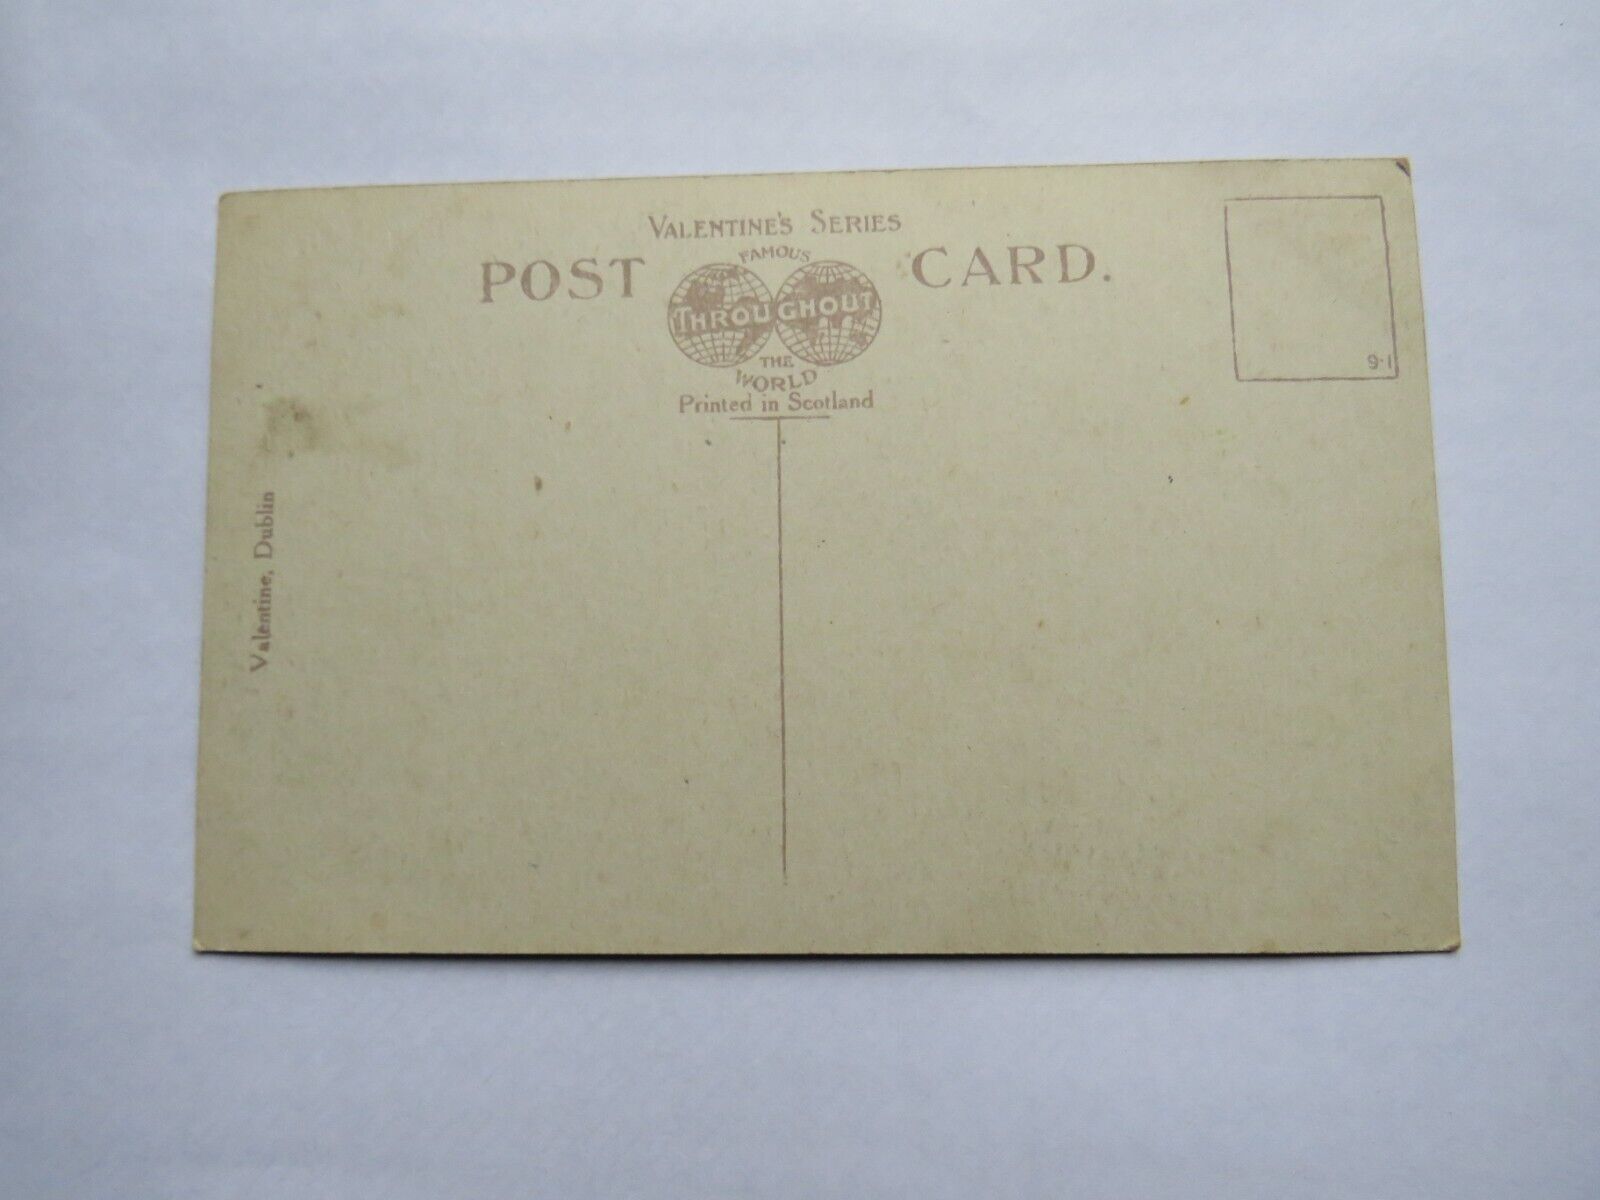 VALENTINE'S SERIES
POST CARD.
FAMOUS
THROUGHOUT
THE
WORLD
Printed in Scotland
9·1
Valentine, Dublin